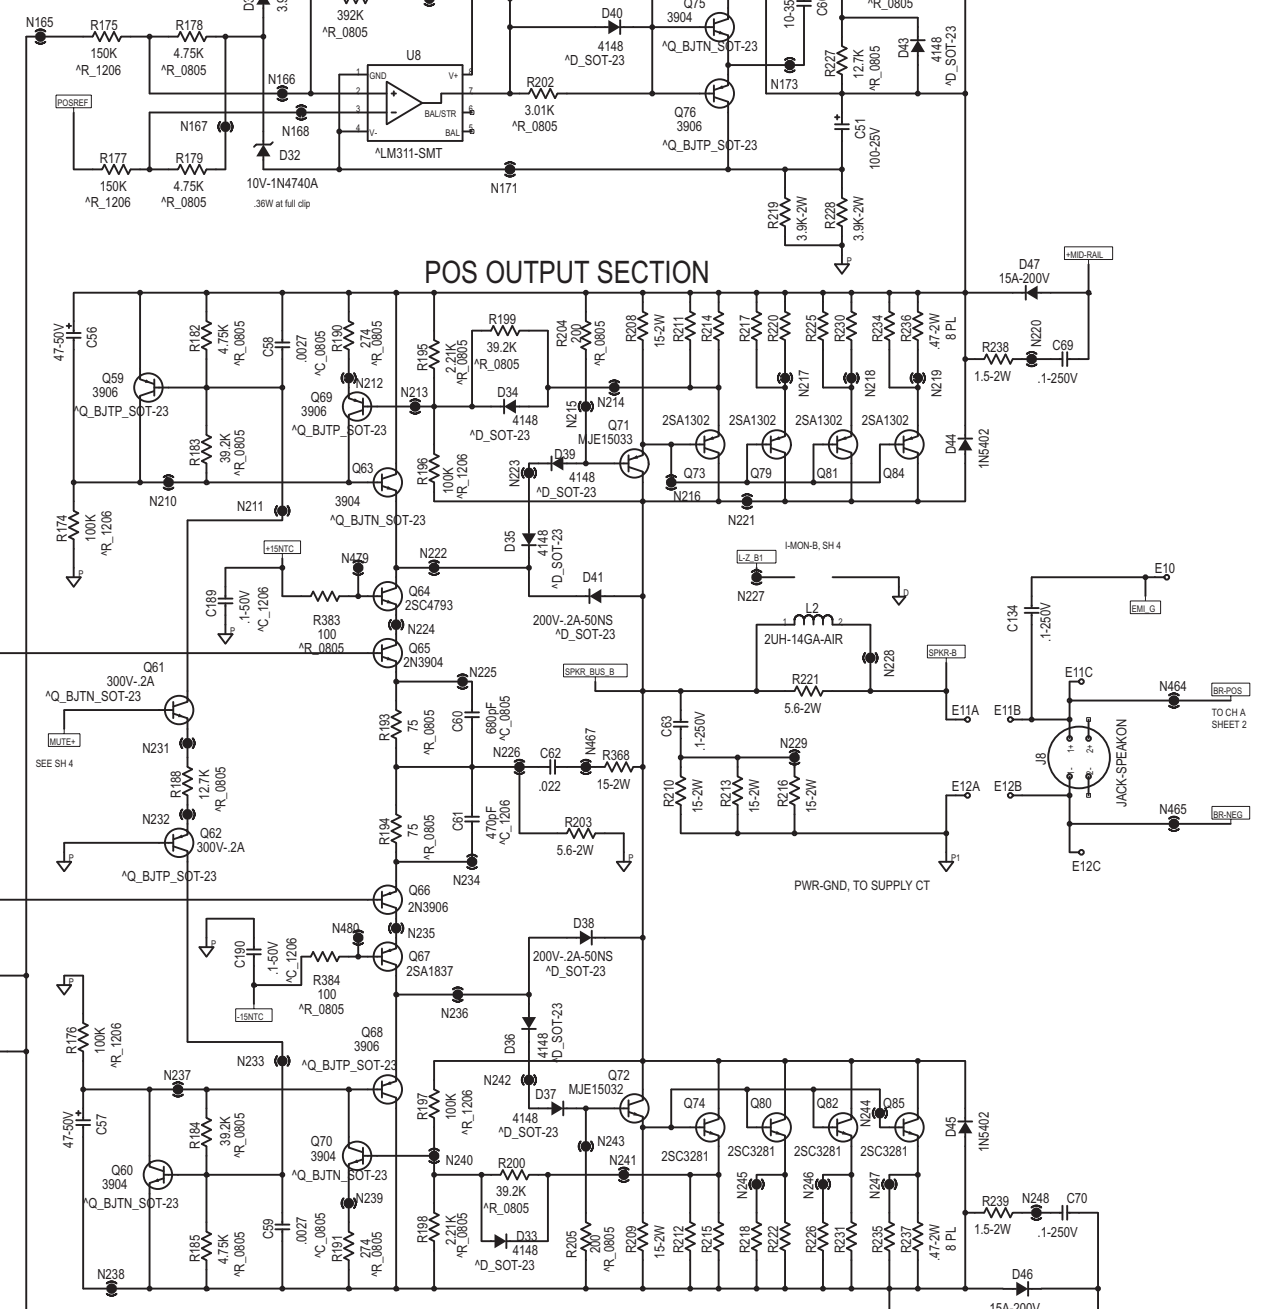 N165
R175
150K
^R_1206
R178
4.75K
^R_0805
392K
^R_0805
U8
GND
V+
BAL/STR
V-
BAL
1
2
3
4
8
7
6
5
^LM311-SMT
D40
4148
^D_SOT-23
Q75
3904
^Q_BJTN_SOT-23
R202
3.01K
^R_0805
Q76
3906
^Q_BJTP_SOT-23
N173
R227
12.7K
^R_0805
^R_0805
D43
4148
^D_SOT-23
C51
100-25V
POSREF
N166
N167
N168
R177
150K
^R_1206
R179
4.75K
^R_0805
D32
10V-1N4740A
.36W at full clip
N171
R219
3.9K-2W
R228
3.9K-2W
P
POS OUTPUT SECTION
D47
15A-200V
+MID-RAIL
47-50V
C56
R182
4.75K
^R_0805
C58
.0027
^C_0805
R190
274
^R_0805
R195
2.21K
^R_0805
R199
39.2K
^R_0805
R204
200
^R_0805
R208
15-2W
R211
R214
R217
R220
R225
R230
R234
R236
.47-2W
8 PL
R238
1.5-2W
N220
C69
.1-250V
Q59
3906
^Q_BJTP_SOT-23
N212
Q69
3906
^Q_BJTP_SOT-23
N213
D34
4148
^D_SOT-23
N215
N214
N217
N218
N219
Q71
MJE15033
2SA1302
2SA1302
2SA1302
2SA1302
Q73
Q79
Q81
Q84
D44
1N5402
R183
39.2K
^R_0805
Q63
3904
^Q_BJTN_SOT-23
R196
100K
^R_1206
N223
D39
4148
^D_SOT-23
N216
N221
N210
N211
R174
100K
^R_1206
P
+15NTC
N479
N222
D35
4148
^D_SOT-23
D41
200V-.2A-50NS
^D_SOT-23
C189
.1-50V
^C_1206
P
R383
100
^R_0805
Q64
2SC4793
N224
Q65
2N3904
L-Z_B1
I-MON-B, SH 4
N227
D
L2
1
2
2UH-14GA-AIR
N228
E10
EMI_G
C134
.1-250V
SPKR_BUS_B
SPKR-B
R221
5.6-2W
Q61
300V-.2A
^Q_BJTN_SOT-23
MUTE+
SEE SH 4
N225
R193
75
^R_0805
C60
680pF
^C_0805
N226
C62
.022
N467
R368
15-2W
C63
.1-250V
N229
E11A
E11B
E11C
N464
BR-POS
TO CH A
SHEET 2
J8
1+
2+
1-
2-
JACK-SPEAKON
N231
R188
12.7K
^R_0805
N232
Q62
300V-.2A
^Q_BJTP_SOT-23
P
R194
75
^R_0805
C61
470pF
^C_1206
N234
R203
5.6-2W
P
R210
15-2W
R213
15-2W
R216
15-2W
E12A
E12B
E12C
N465
BR-NEG
P1
PWR-GND, TO SUPPLY CT
Q66
2N3906
N235
Q67
2SA1837
P
C190
.1-50V
^C_1206
N480
R384
100
^R_0805
-15NTC
D38
200V-.2A-50NS
^D_SOT-23
N236
P
R176
100K
^R_1206
N233
Q68
3906
^Q_BJTP_SOT-23
D36
4148
^D_SOT-23
N242
D37
4148
^D_SOT-23
Q72
MJE15032
Q74
Q80
Q82
N244
Q85
2SC3281
2SC3281
2SC3281
2SC3281
D45
1N5402
N237
47-50V
C57
R184
39.2K
^R_0805
Q70
3904
^Q_BJTN_SOT-23
R197
100K
^R_1206
N240
N243
N241
Q60
3904
^Q_BJTN_SOT-23
N239
R200
39.2K
^R_0805
N245
N246
N247
R185
4.75K
^R_0805
C59
.0027
^C_0805
R191
274
^R_0805
R198
2.21K
^R_0805
D33
4148
^D_SOT-23
R205
200
^R_0805
R209
15-2W
R212
R215
R218
R222
R226
R231
R235
R237
.47-2W
8 PL
R239
1.5-2W
N248
C70
.1-250V
N238
D46
15A-200V